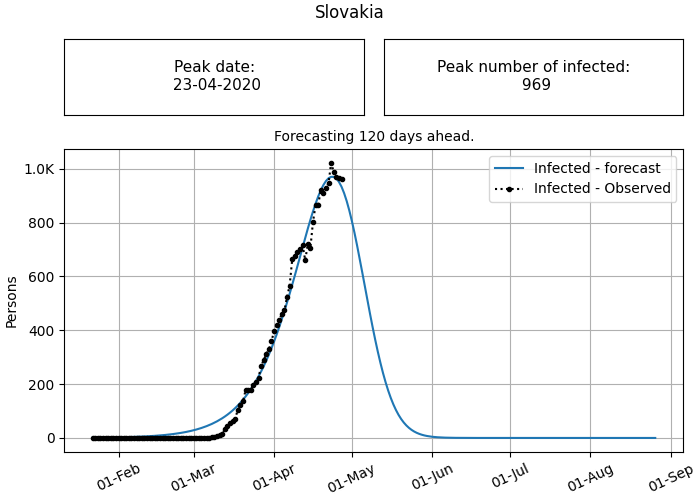 Slovakia
Peak date:
23-04-2020
Peak number of infected:
969
Forecasting 120 days ahead.
Infected - forecast
Infected - Observed
Persons
1.0K
800
600
400
200
0
01-Feb
01-Mar
01-Apr
01-May
01-Jun
01-Jul
01-Aug
01-Sep